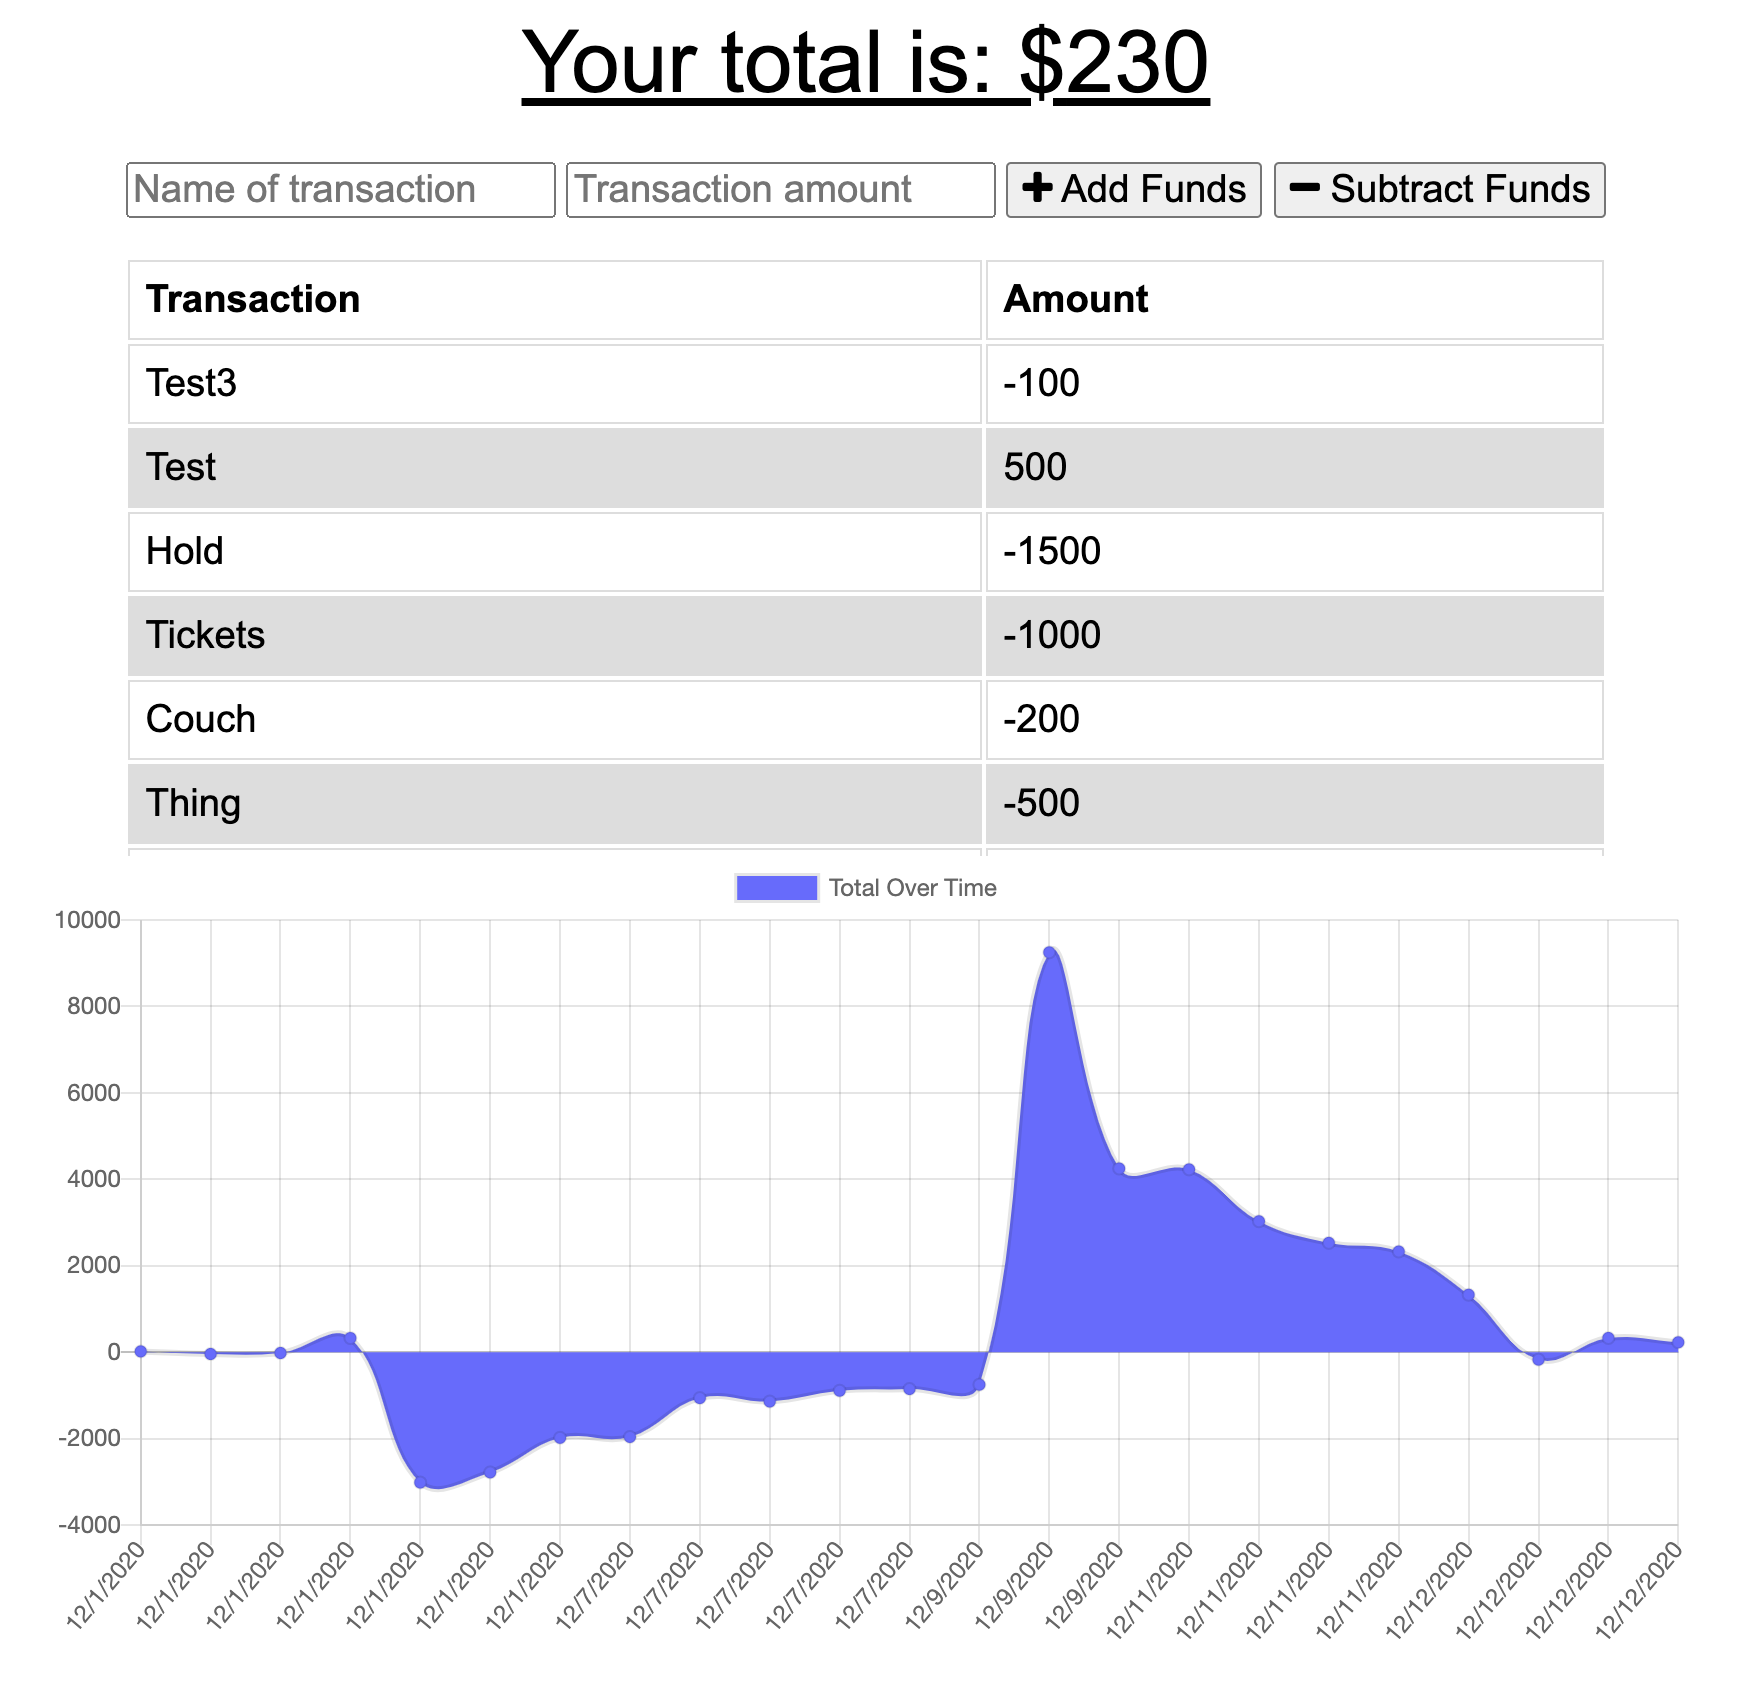 Your total is: $230
Name of transaction Transaction amount Add Funds Subtract Funds
Transaction Amount
Test3 -100
Test 500
Hold -1500
Tickets -1000
Couch -200
Thing -500
Total Over Time
10000
8000
6000
4000
2000
0
-2000
-4000
12/1/2020 12/1/2020 12/1/2020 12/1/2020 12/1/2020 12/1/2020 12/1/2020 12/7/2020 12/7/2020 12/7/2020 12/7/2020 12/7/2020 12/9/2020 12/9/2020 12/9/2020 12/11/2020 12/11/2020 12/11/2020 12/11/2020 12/12/2020 12/12/2020 12/12/2020 12/12/2020